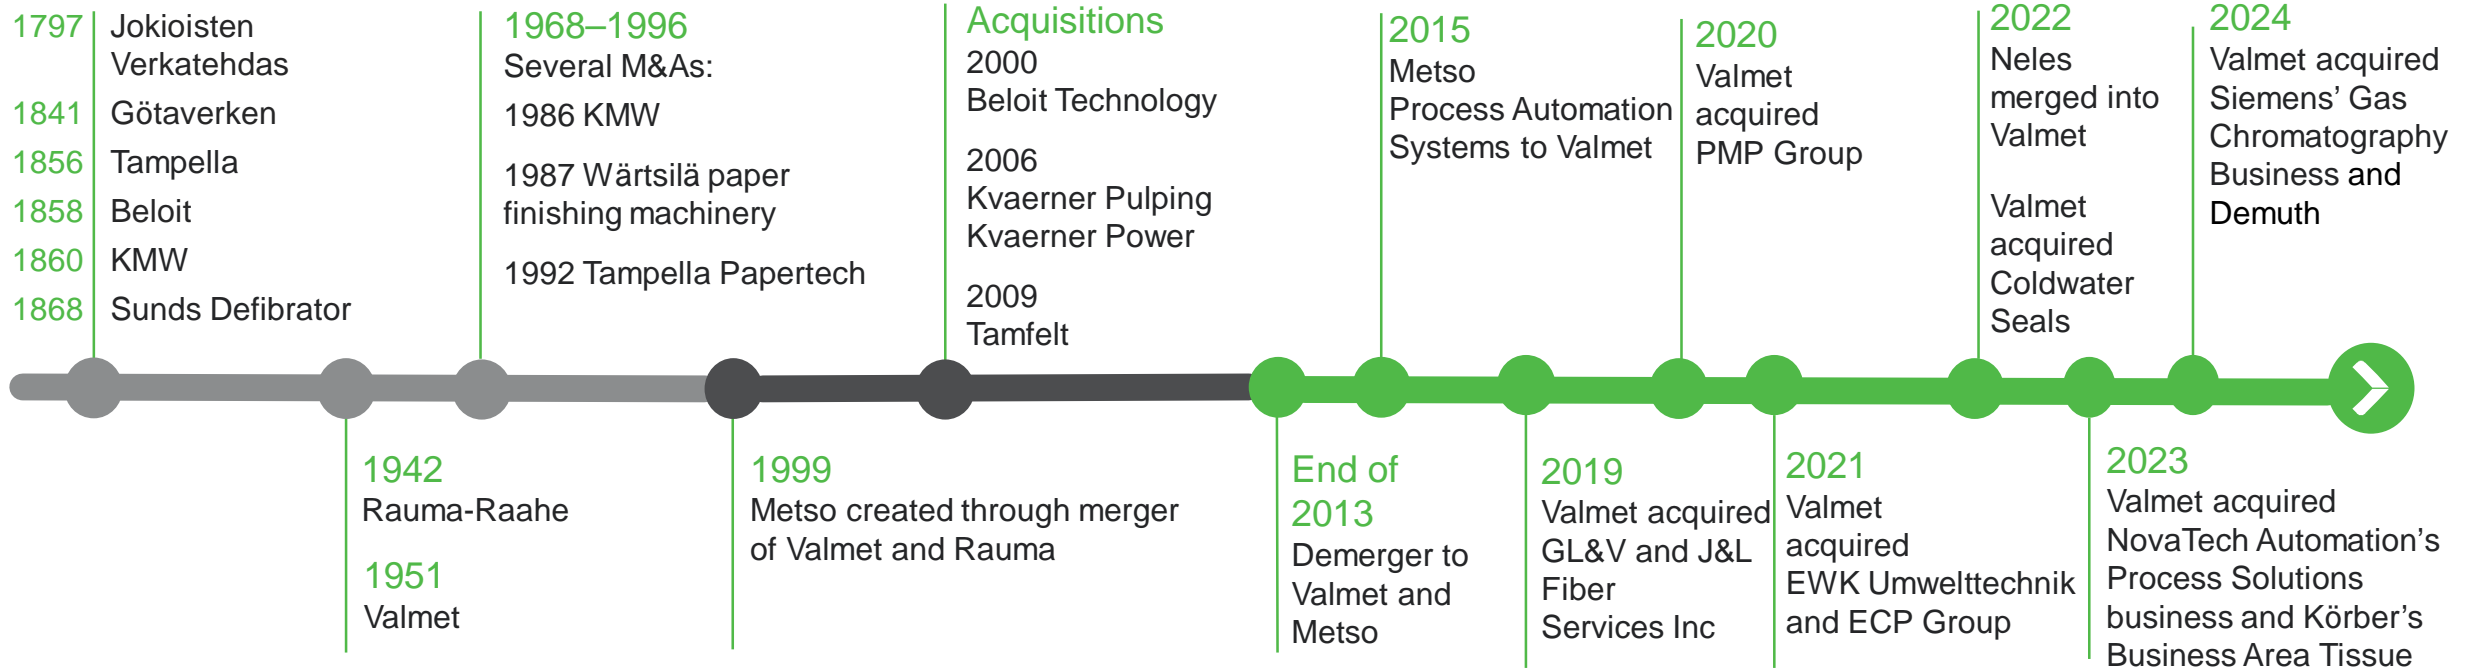 1797 Jokioisten
Verkatehdas
1841 Götaverken
1856 Tampella
1858 Beloit
1860 KMW
1868 Sunds Defibrator
1942
Rauma-Raahe
1951
Valmet
1968–1996
Several M&As:
1986 KMW
1987 Wärtsilä paper
finishing machinery
1992 Tampella Papertech
1999
Metso created through merger
of Valmet and Rauma
Acquisitions
2000
Beloit Technology
2006
Kvaerner Pulping
Kvaerner Power
2009
Tamfelt
End of
2013
Demerger to
Valmet and
Metso
2015
Metso
Process Automation
Systems to Valmet
2019
Valmet acquired
GL&V and J&L
Fiber
Services Inc
2020
Valmet
acquired
PMP Group
2021
Valmet
acquired
EWK Umwelttechnik
and ECP Group
2022
Neles
merged into
Valmet
Valmet
acquired
Coldwater
Seals
2023
Valmet acquired
NovaTech Automation’s
Process Solutions
business and Körber’s
Business Area Tissue
2024
Valmet acquired
Siemens’ Gas
Chromatography
Business and
Demuth